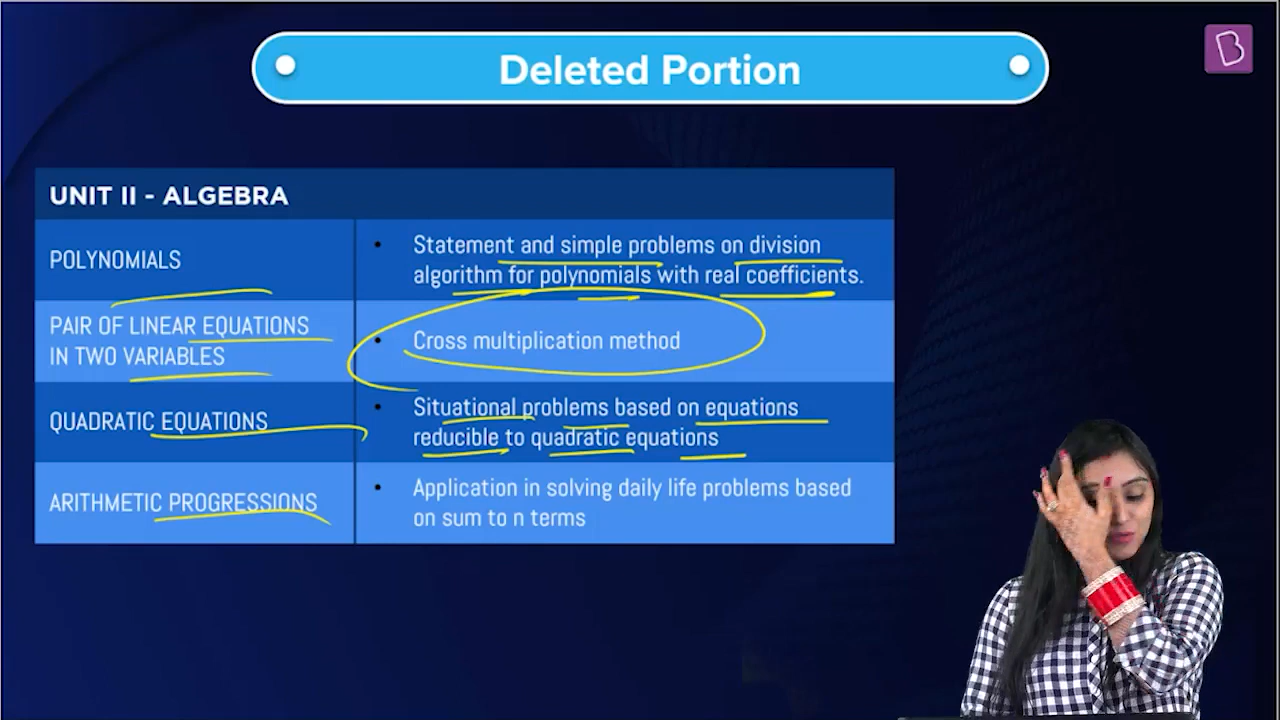 Deleted Portion
UNIT II - ALGEBRA
POLYNOMIALS
• Statement and simple problems on division
algorithm for polynomials with real coefficients.
PAIR OF LINEAR EQUATIONS
IN TWO VARIABLES
• Cross multiplication method
QUADRATIC EQUATIONS
• Situational problems based on equations
reducible to quadratic equations
ARITHMETIC PROGRESSIONS
• Application in solving daily life problems based
on sum to n terms
B